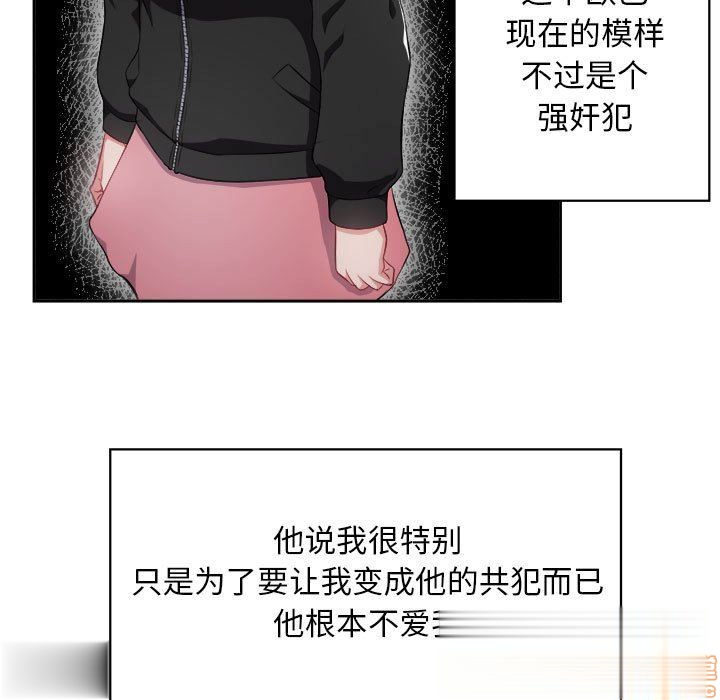 现在的模样
不过是个
强奸犯
他说我很特别
只是为了要让我变成他的共犯而已
他根本不爱